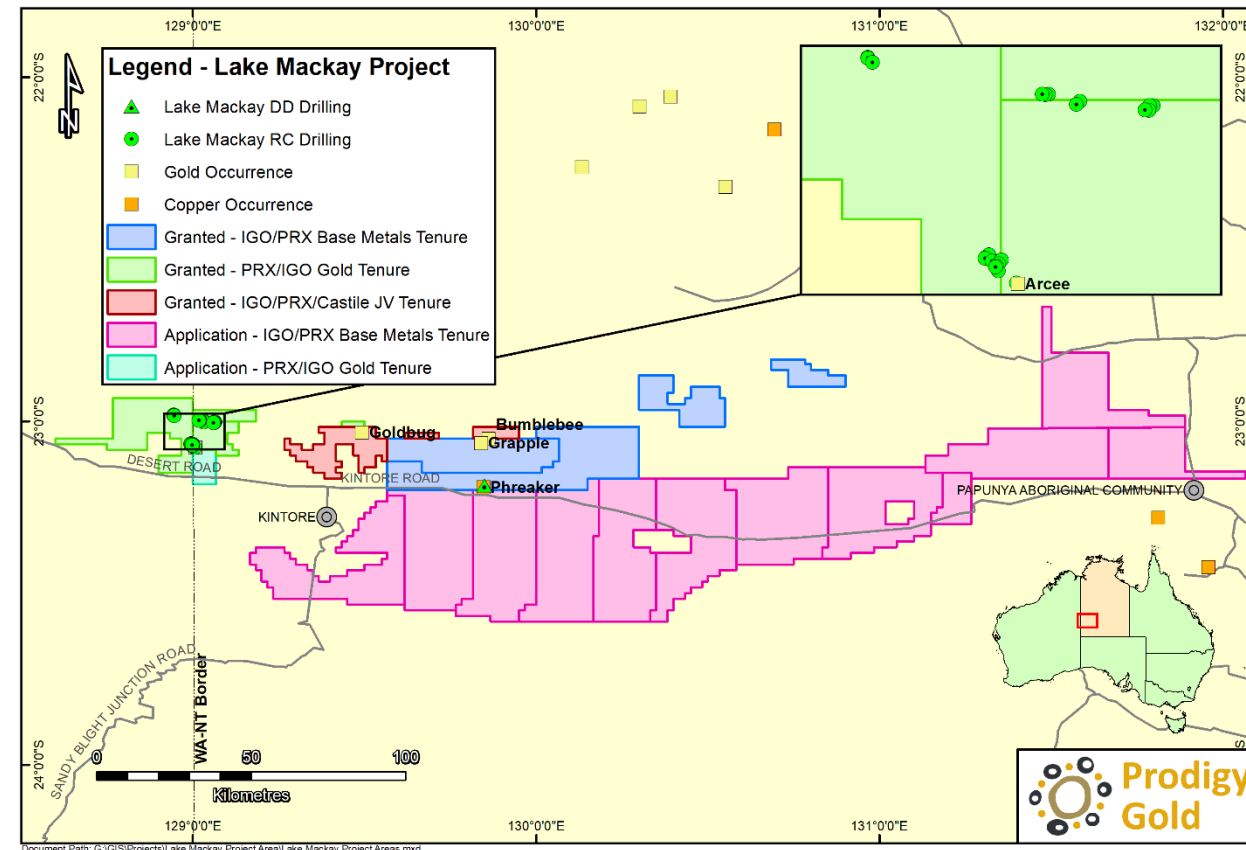 129°0'0"E
130°0'0"E
131°0'0"E
132°0'0"E
22°0'0"S
22°0'0"S
Legend - Lake Mackay Project
N
Lake Mackay DD Drilling
Lake Mackay RC Drilling
Gold Occurrence
Copper Occurrence
Granted - IGO/PRX Base Metals Tenure
Granted - PRX/IGO Gold Tenure
Granted - IGO/PRX/Castile JV Tenure
Application - IGO/PRX Base Metals Tenure
Application - PRX/IGO Gold Tenure
Arcee
23°0'0"S
23°0'0"S
Goldbug
Bumblebee
Grapple
DESERT ROAD
KINTORE ROAD
Phreaker
PAPUNYA ABORIGINAL COMMUNITY
KINTORE
SANDY BLIGHT JUNCTION ROAD
WA-NT Border
24°0'0"S
0 50 100
Kilometres
Prodigy
Gold
129°0'0"E
130°0'0"E
131°0'0"E
Document Path: G:\GIS\Projects\Lake Mackay Project Area\Lake Mackay Project Areas.mxd